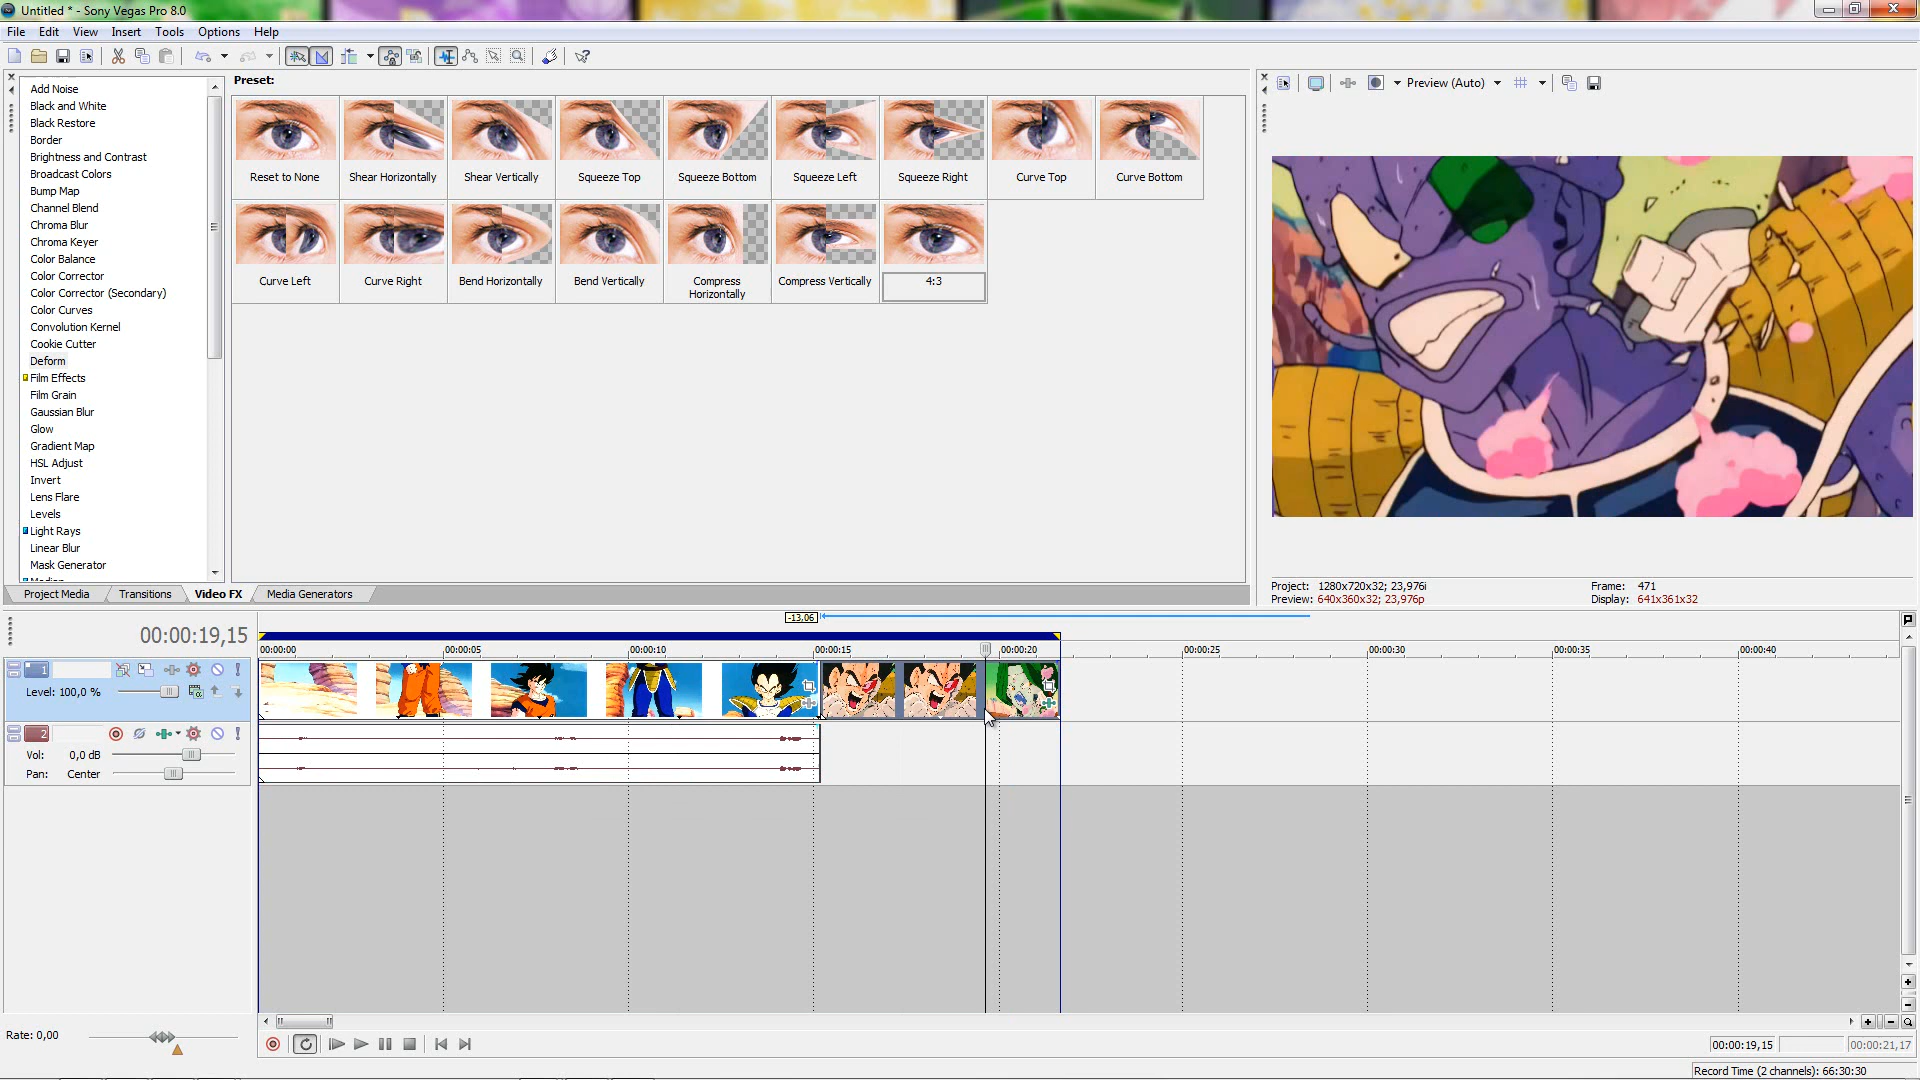 Untitled * - Sony Vegas Pro 8.0
File Edit View Insert Tools Options Help
Add Noise
Black and White
Black Restore
Border
Brightness and Contrast
Broadcast Colors
Bump Map
Channel Blend
Chroma Blur
Chroma Keyer
Color Balance
Color Corrector
Color Corrector (Secondary)
Color Curves
Convolution Kernel
Cookie Cutter
Deform
Film Effects
Film Grain
Gaussian Blur
Glow
Gradient Map
HSL Adjust
Invert
Lens Flare
Levels
Light Rays
Linear Blur
Mask Generator
Preset:
Reset to None Shear Horizontally Shear Vertically Squeeze Top Squeeze Bottom Squeeze Left Squeeze Right Curve Top Curve Bottom
Curve Left Curve Right Bend Horizontally Bend Vertically Compress Horizontally Compress Vertically 4:3
Project Media Transitions Video FX Media Generators
Preview (Auto)
Project: 1280x720x32; 23,976i Frame: 471
Preview: 640x360x32; 23,976p Display: 641x361x32
-13,06
00:00:19,15
00:00:00 00:00:05 00:00:10 00:00:15 00:00:20 00:00:25 00:00:30 00:00:35 00:00:40
1
Level: 100,0 %
2
Vol: 0,0 dB
Pan: Center
Rate: 0,00
00:00:19,15 00:00:21,17
Record Time (2 channels): 66:30:30